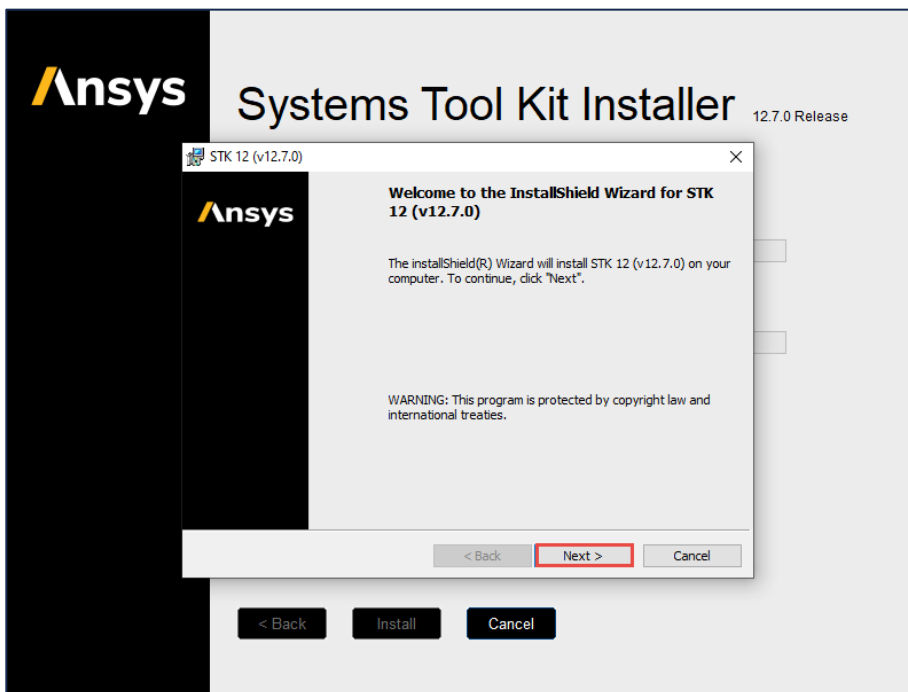 Ansys
Systems Tool Kit Installer 12.7.0 Release
STK 12 (v12.7.0)
Ansys
Welcome to the InstallShield Wizard for STK
12 (v12.7.0)
The installShield(R) Wizard will install STK 12 (v12.7.0) on your
computer. To continue, click "Next".
WARNING: This program is protected by copyright law and
international treaties.
< Back Next > Cancel
< Back Install Cancel